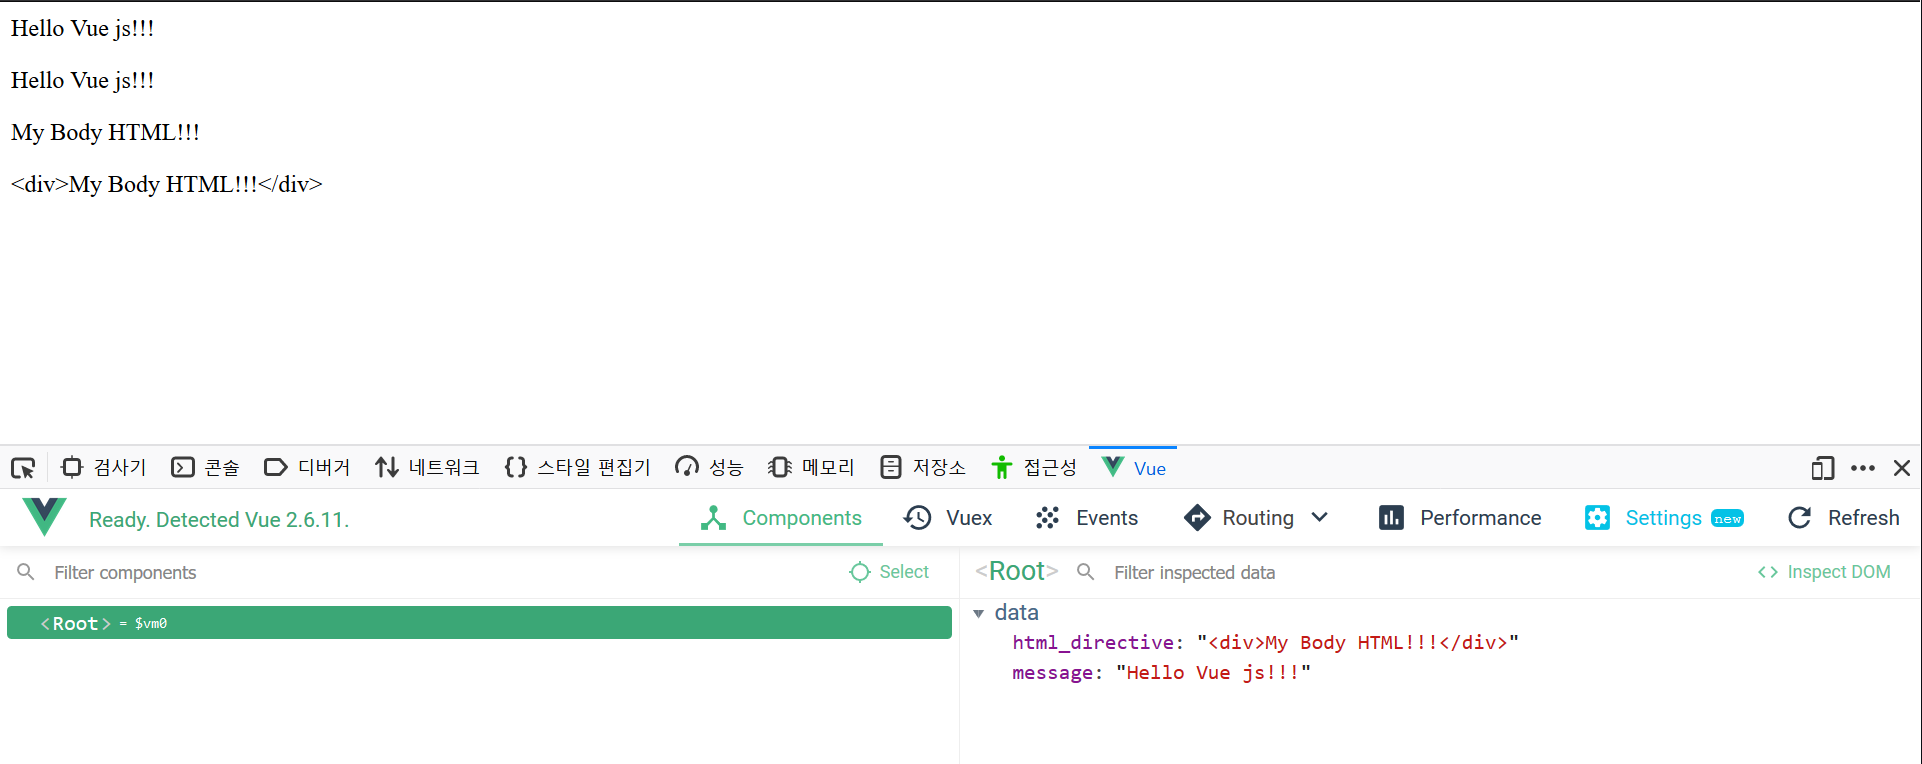 Hello Vue js!!!
Hello Vue js!!!
My Body HTML!!!
<div>My Body HTML!!!</div>
검사기 콘솔 디버거 네트워크 스타일 편집기 성능 메모리 저장소 접근성 Vue
Ready. Detected Vue 2.6.11. Components Vuex Events Routing Performance Settings new Refresh
Filter components Select <Root> Filter inspected data <> Inspect DOM
<Root> = $vm0
data
html_directive: "<div>My Body HTML!!!</div>"
message: "Hello Vue js!!!"